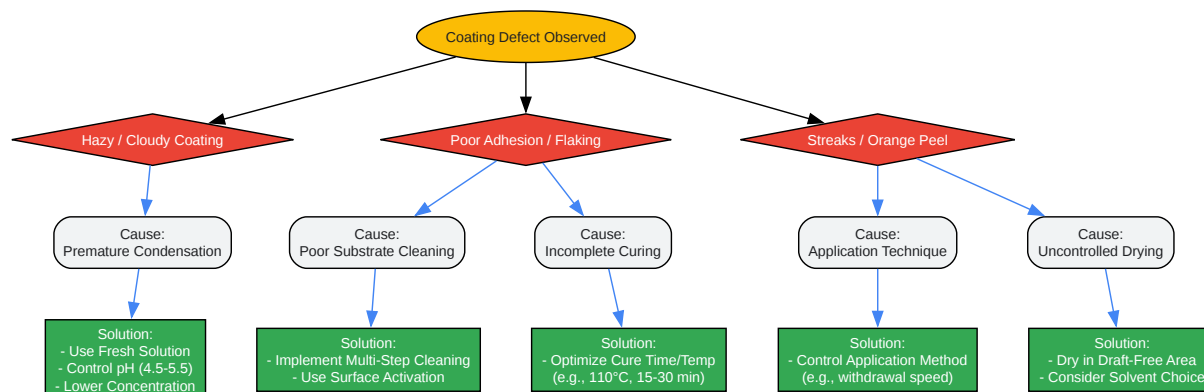 Coating Defect Observed
Hazy / Cloudy Coating
Poor Adhesion / Flaking
Streaks / Orange Peel
Cause:
Premature Condensation
Cause:
Poor Substrate Cleaning
Cause:
Incomplete Curing
Cause:
Application Technique
Cause:
Uncontrolled Drying
Solution:
- Use Fresh Solution
- Control pH (4.5-5.5)
- Lower Concentration
Solution:
- Implement Multi-Step Cleaning
- Use Surface Activation
Solution:
- Optimize Cure Time/Temp
(e.g., 110°C, 15-30 min)
Solution:
- Control Application Method
(e.g., withdrawal speed)
Solution:
- Dry in Draft-Free Area
- Consider Solvent Choice